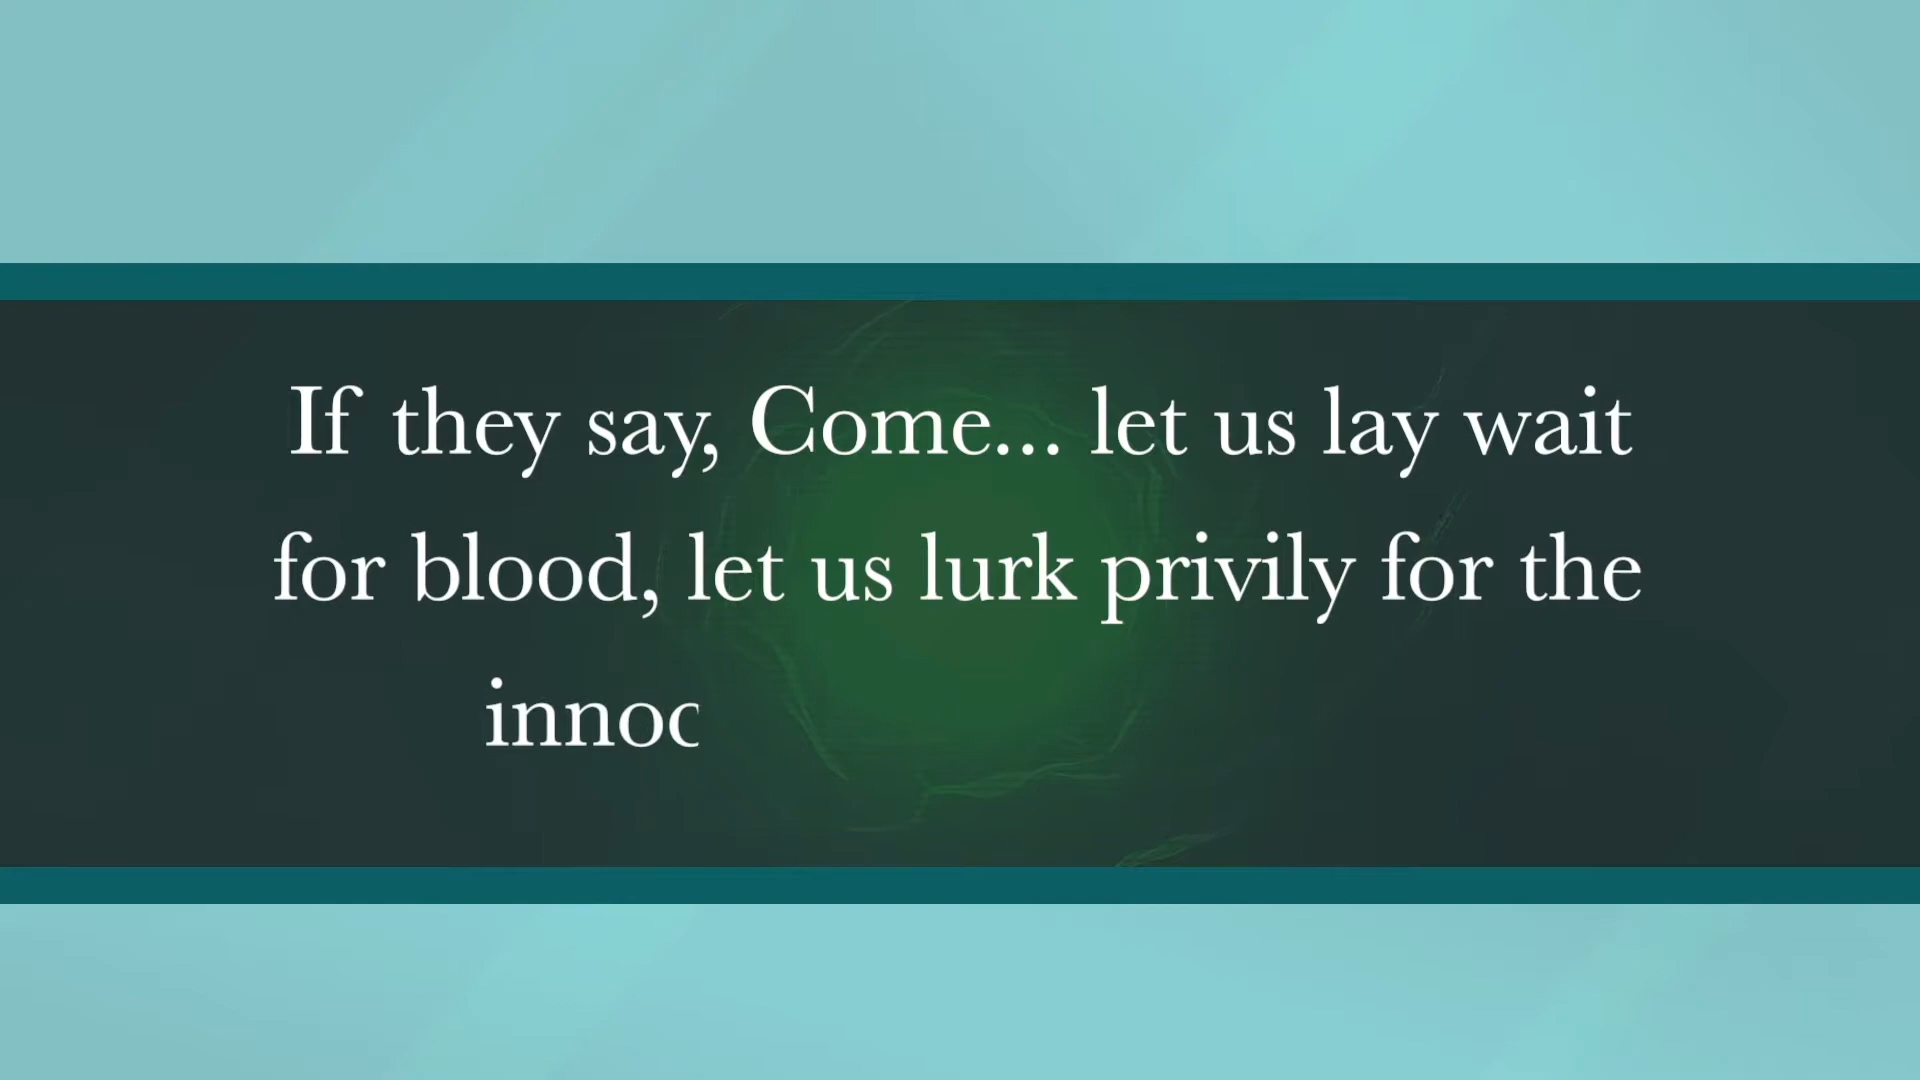 If they say, Come... let us lay wait
for blood, let us lurk privily for the
innoc